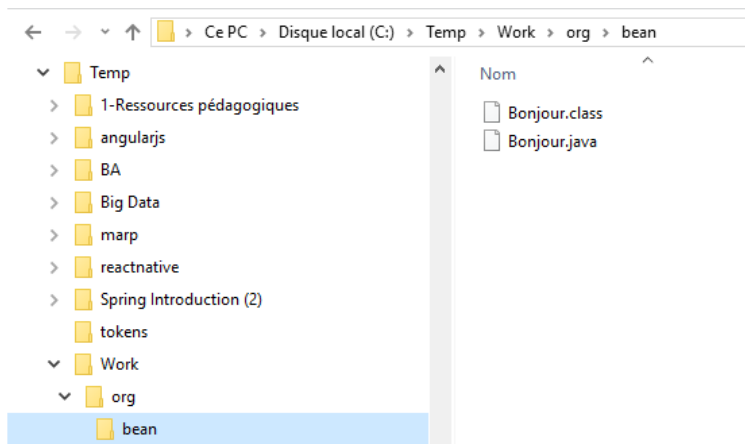 Ce PC > Disque local (C:) > Temp > Work > org > bean
Temp
1-Ressources pédagogiques
angularjs
BA
Big Data
marp
reactnative
Spring Introduction (2)
tokens
Work
org
bean
Nom
Bonjour.class
Bonjour.java